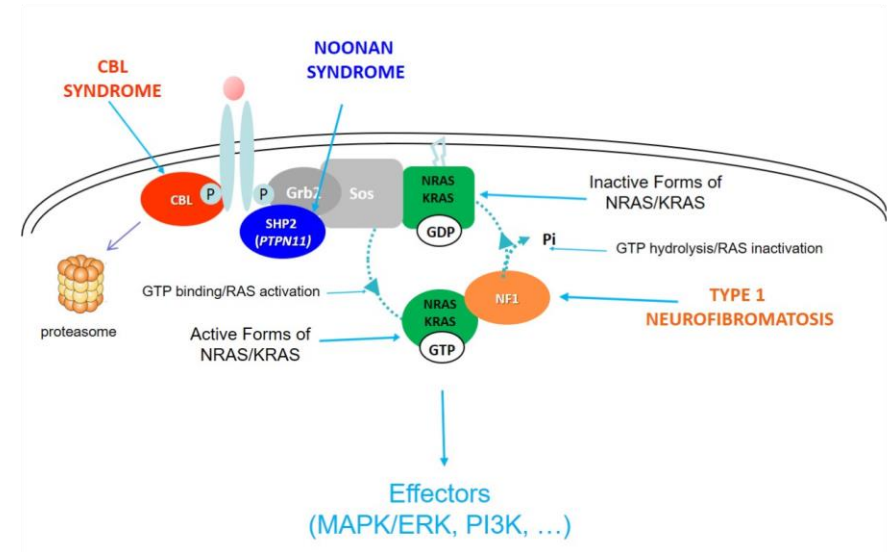 NOONAN
SYNDROME
CBL
SYNDROME
P
CBL
P
Grb2
Sos
SHP2
(PTPN11)
NRAS
KRAS
GDP
Inactive Forms of
NRAS/KRAS
Pi
GTP hydrolysis/RAS inactivation
proteasome
GTP binding/RAS activation
NRAS
KRAS
GTP
NF1
TYPE 1
NEUROFIBROMATOSIS
Active Forms of
NRAS/KRAS
Effectors
(MAPK/ERK, PI3K, ...)